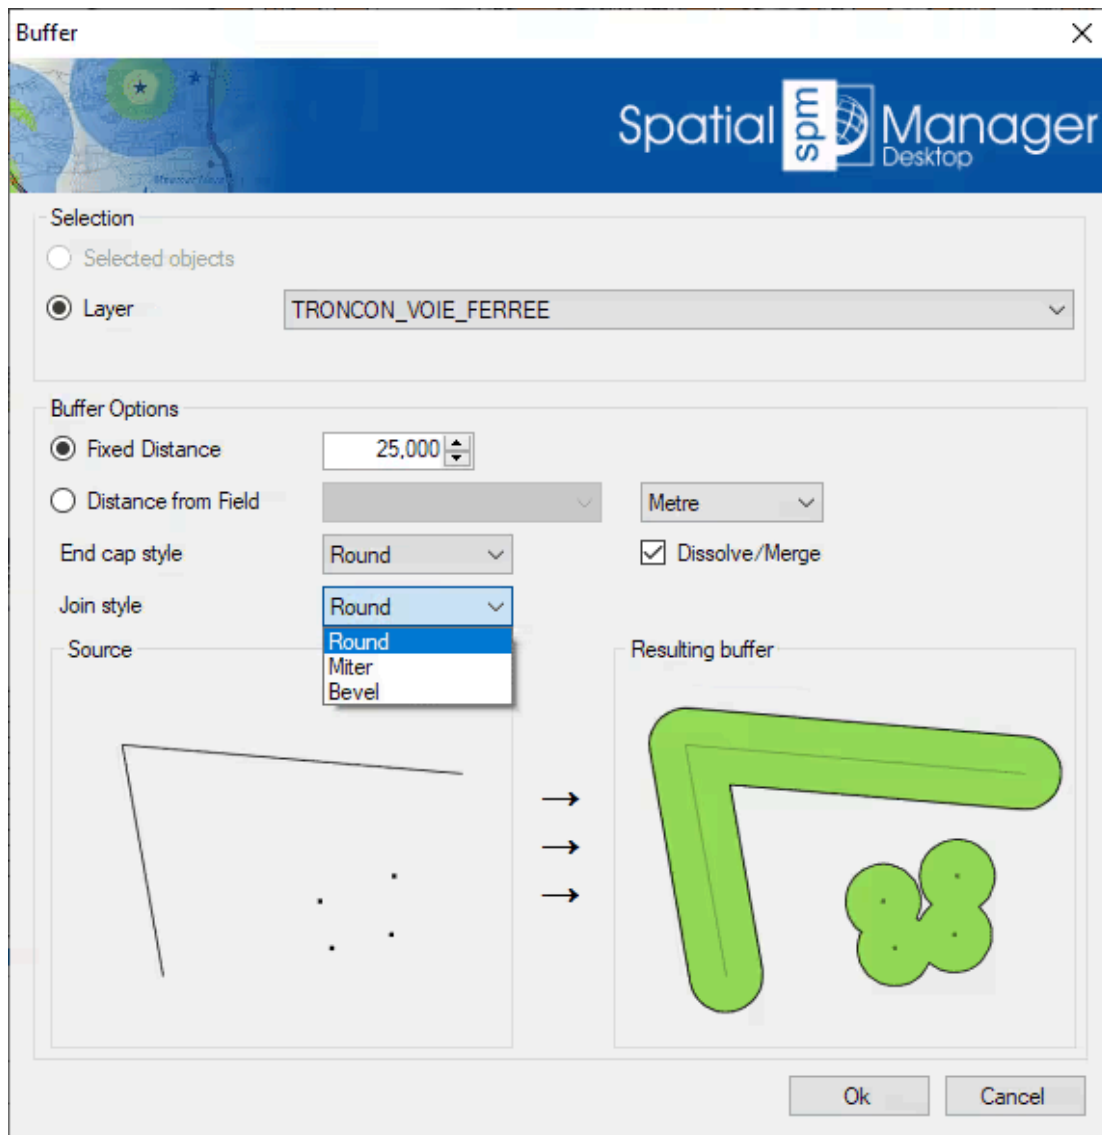 Buffer
Spatial spm Manager
Desktop
Selection
Selected objects
Layer TRONCON_VOIE_FERREE
Buffer Options
Fixed Distance 25,000
Distance from Field Metre
End cap style Round Dissolve/Merge
Join style Round
Round
Miter
Bevel
Source Resulting buffer
Ok Cancel